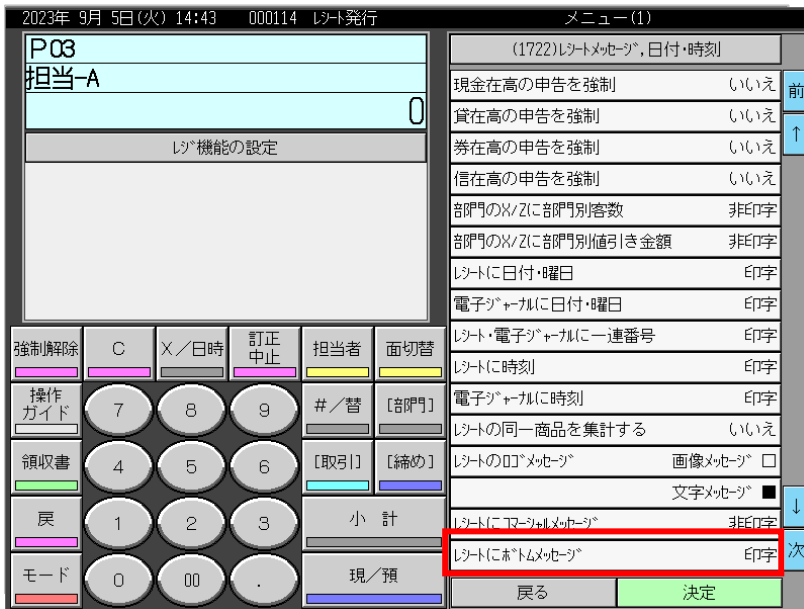 2023年 9月 5日(火) 14:43 000114 ﾚｼｰﾄ発行 メニュー(1)
P03
担当-A
0
ﾚｼﾞ機能の設定
強制解除 C X／日時 訂正中止 担当者 面切替
操作ガイド 7 8 9 #／替 [部門]
領収書 4 5 6 [取引] [締め]
戻 1 2 3 小 計
モード 0 00 . 現／預
(1722)ﾚｼｰﾄﾒｯｾｰｼﾞ,日付･時刻
現金在高の申告を強制 いいえ
貸在高の申告を強制 いいえ
券在高の申告を強制 いいえ
信在高の申告を強制 いいえ
部門のX/Zに部門別客数 非印字
部門のX/Zに部門別値引き金額 非印字
ﾚｼｰﾄに日付･曜日 印字
電子ｼﾞｬｰﾅﾙに日付･曜日 印字
ﾚｼｰﾄ･電子ｼﾞｬｰﾅﾙに一連番号 印字
ﾚｼｰﾄに時刻 印字
電子ｼﾞｬｰﾅﾙに時刻 印字
ﾚｼｰﾄの同一商品を集計する いいえ
ﾚｼｰﾄのﾛｺﾞﾒｯｾｰｼﾞ 画像ﾒｯｾｰｼﾞ □
文字ﾒｯｾｰｼﾞ ■
ﾚｼｰﾄにｺﾏｰｼｬﾙﾒｯｾｰｼﾞ 非印字
ﾚｼｰﾄにﾎﾞﾄﾑﾒｯｾｰｼﾞ 印字
戻る 決定
前
↑
↓
次